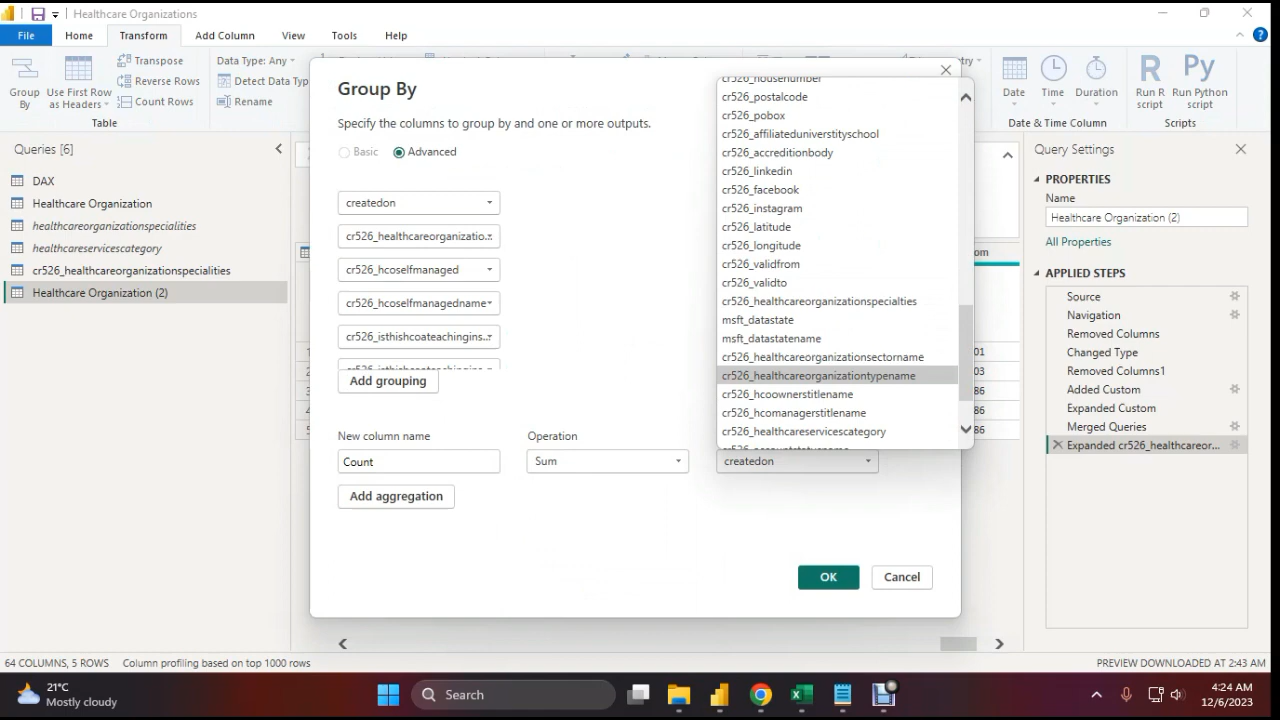 Healthcare Organizations
File Home Transform Add Column View Tools Help
Group By
Use First Row as Headers
Transpose
Reverse Rows
Count Rows
Table
Data Type: Any
Detect Data Typ
Rename
Date
Time
Duration
Date & Time Column
Run R script
Run Python script
Scripts
Queries [6]
DAX
Healthcare Organization
healthcareorganizationspecialities
healthcareservicescategory
cr526_healthcareorganizationspecialities
Healthcare Organization (2)
Group By
Specify the columns to group by and one or more outputs.
Basic Advanced
createdon
cr526_healthcareorganizatio...
cr526_hcoselfmanaged
cr526_hcoselfmanagedname
cr526_isthishcoateachingins...
cr526_isthishcoateachingins...
Add grouping
New column name
Operation
Count
Sum
createdon
Add aggregation
OK
Cancel
cr526_housenumber
cr526_postalcode
cr526_pobox
cr526_affiliateduniverstityschool
cr526_accreditionbody
cr526_linkedin
cr526_facebook
cr526_instagram
cr526_latitude
cr526_longitude
cr526_validfrom
cr526_validto
cr526_healthcareorganizationspecialties
msft_datastate
msft_datastatename
cr526_healthcareorganizationsectorname
cr526_healthcareorganizationtypename
cr526_hcoownerstitlename
cr526_hcomanagerstitlename
cr526_healthcareservicescategory
om
01
03
86
86
86
Query Settings
PROPERTIES
Name
Healthcare Organization (2)
All Properties
APPLIED STEPS
Source
Navigation
Removed Columns
Changed Type
Removed Columns1
Added Custom
Expanded Custom
Merged Queries
Expanded cr526_healthcareor...
64 COLUMNS, 5 ROWS Column profiling based on top 1000 rows
PREVIEW DOWNLOADED AT 2:43 AM
21°C
Mostly cloudy
Search
4:24 AM
12/6/2023